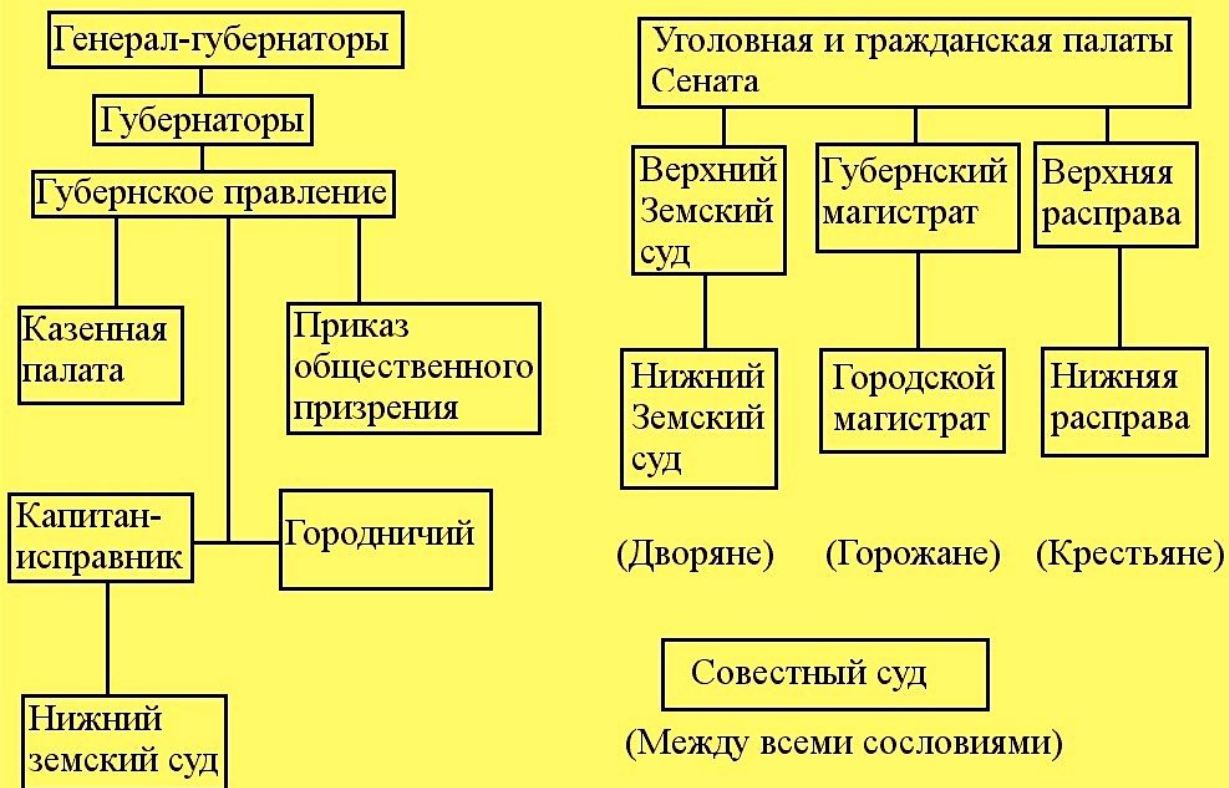 Генерал-губернаторы
Губернаторы
Губернское правление
Казенная
палата
Приказ
общественного
призрения
Капитан-
исправник
Городничий
Нижний
земский суд
Уголовная и гражданская палаты
Сената
Верхний
Земский
суд
Губернский
магистрат
Верхняя
расправа
Нижний
Земский
суд
Городской
магистрат
Нижняя
расправа
(Дворяне)
(Горожане)
(Крестьяне)
Совестный суд
(Между всеми сословиями)